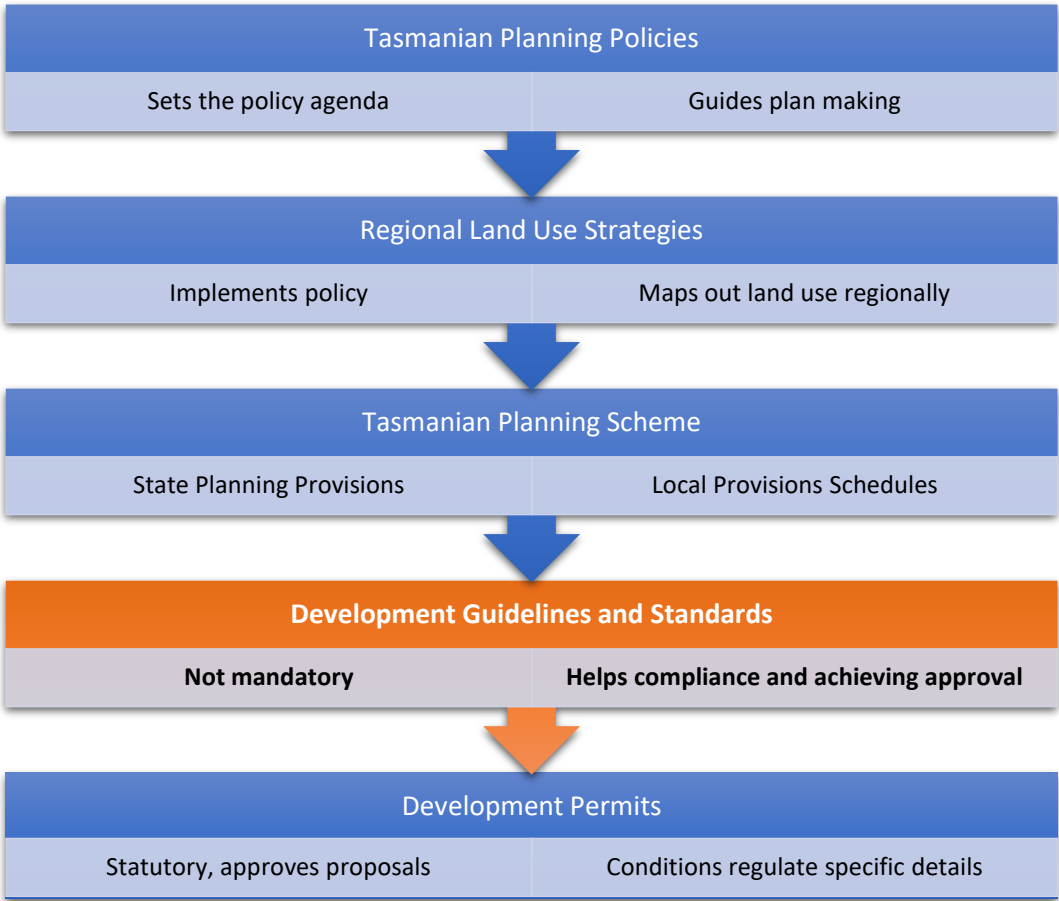 Tasmanian Planning Policies
Sets the policy agenda
Guides plan making
Regional Land Use Strategies
Implements policy
Maps out land use regionally
Tasmanian Planning Scheme
State Planning Provisions
Local Provisions Schedules
Development Guidelines and Standards
Not mandatory
Helps compliance and achieving approval
Development Permits
Statutory, approves proposals
Conditions regulate specific details